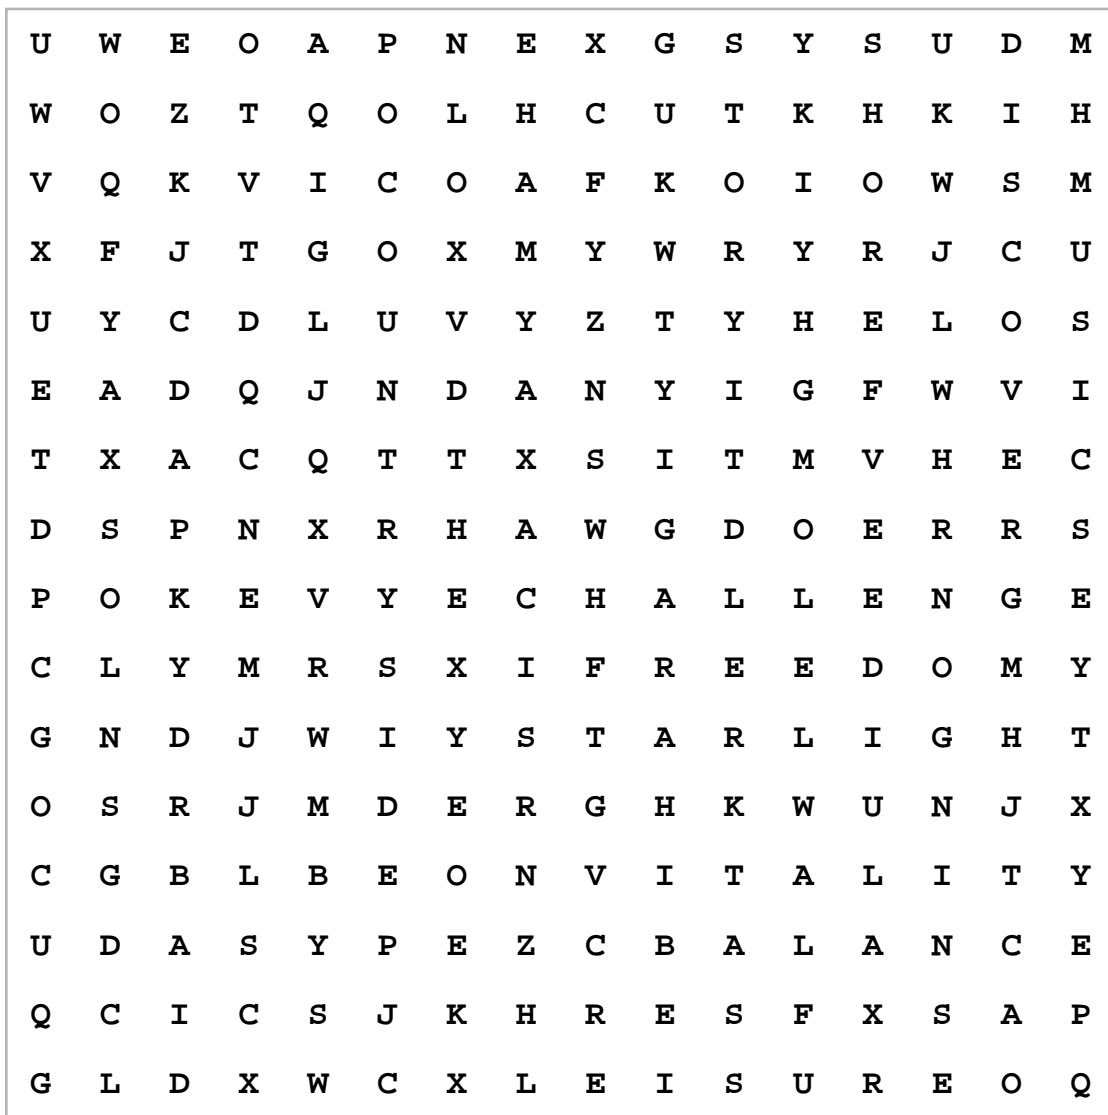 U W E O A P N E X G S Y S U D M
W O Z T Q O L H C U T K H K I H
V Q K V I C O A F K O I O W S M
X F J T G O X M Y W R Y R J C U
U Y C D L U V Y Z T Y H E L O S
E A D Q J N D A N Y I G F W V I
T X A C Q T T X S I T M V H E C
D S P N X R H A W G D O E R R S
P O K E V Y E C H A L L E N G E
C L Y M R S X I F R E E D O M Y
G N D J W I Y S T A R L I G H T
O S R J M D E R G H K W U N J X
C G B L B E O N V I T A L I T Y
U D A S Y P E Z C B A L A N C E
Q C I C S J K H R E S F X S A P
G L D X W C X L E I S U R E O Q